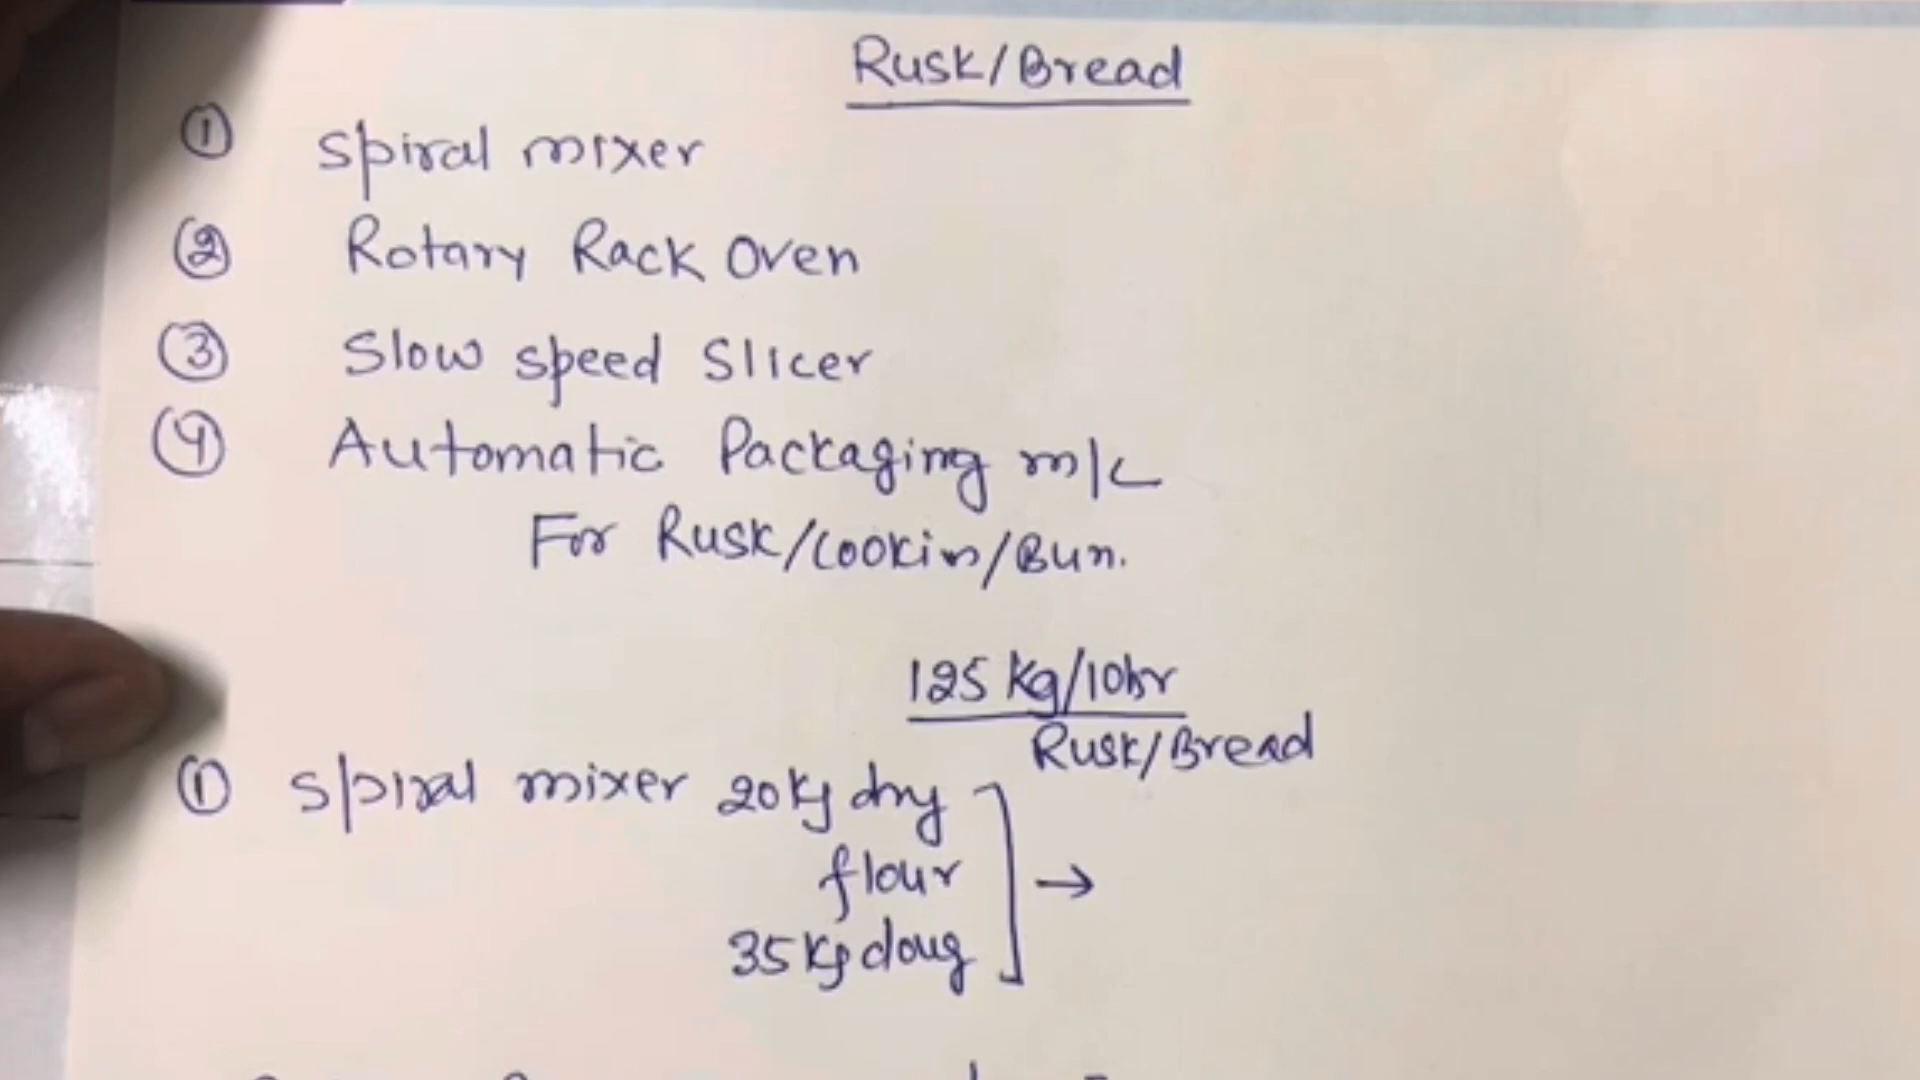 Rusk/Bread
① Spiral mixer
② Rotary Rack Oven
③ Slow speed Slicer
④ Automatic Packaging m/c
For Rusk/Cookin/Bun.
125 Kg/10hr
Rusk/Bread
① Spiral mixer 20Kg dry
flour
35Kg doug
→